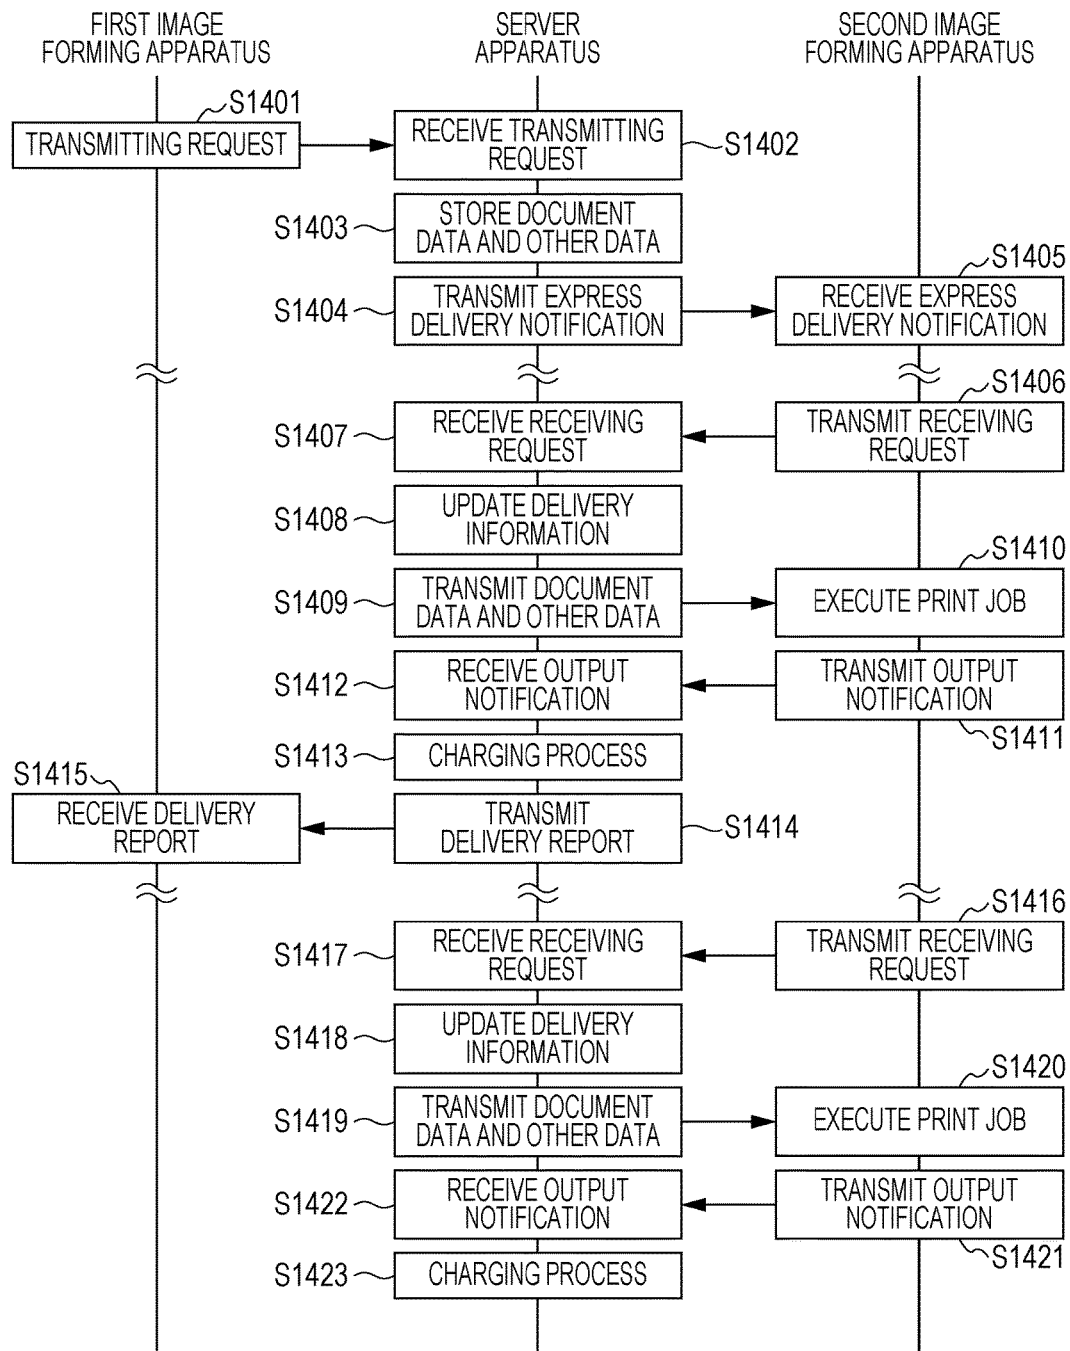 FIRST IMAGE
FORMING APPARATUS
SERVER
APPARATUS
SECOND IMAGE
FORMING APPARATUS
S1401
TRANSMITTING REQUEST
RECEIVE TRANSMITTING
REQUEST
S1402
S1403
STORE DOCUMENT
DATA AND OTHER DATA
S1404
TRANSMIT EXPRESS
DELIVERY NOTIFICATION
S1405
RECEIVE EXPRESS
DELIVERY NOTIFICATION
S1406
TRANSMIT RECEIVING
REQUEST
S1407
RECEIVE RECEIVING
REQUEST
S1408
UPDATE DELIVERY
INFORMATION
S1409
TRANSMIT DOCUMENT
DATA AND OTHER DATA
S1410
EXECUTE PRINT JOB
S1412
RECEIVE OUTPUT
NOTIFICATION
TRANSMIT OUTPUT
NOTIFICATION
S1411
S1413
CHARGING PROCESS
S1415
RECEIVE DELIVERY
REPORT
TRANSMIT
DELIVERY REPORT
S1414
S1416
TRANSMIT RECEIVING
REQUEST
S1417
RECEIVE RECEIVING
REQUEST
S1418
UPDATE DELIVERY
INFORMATION
S1419
TRANSMIT DOCUMENT
DATA AND OTHER DATA
S1420
EXECUTE PRINT JOB
S1422
RECEIVE OUTPUT
NOTIFICATION
TRANSMIT OUTPUT
NOTIFICATION
S1421
S1423
CHARGING PROCESS